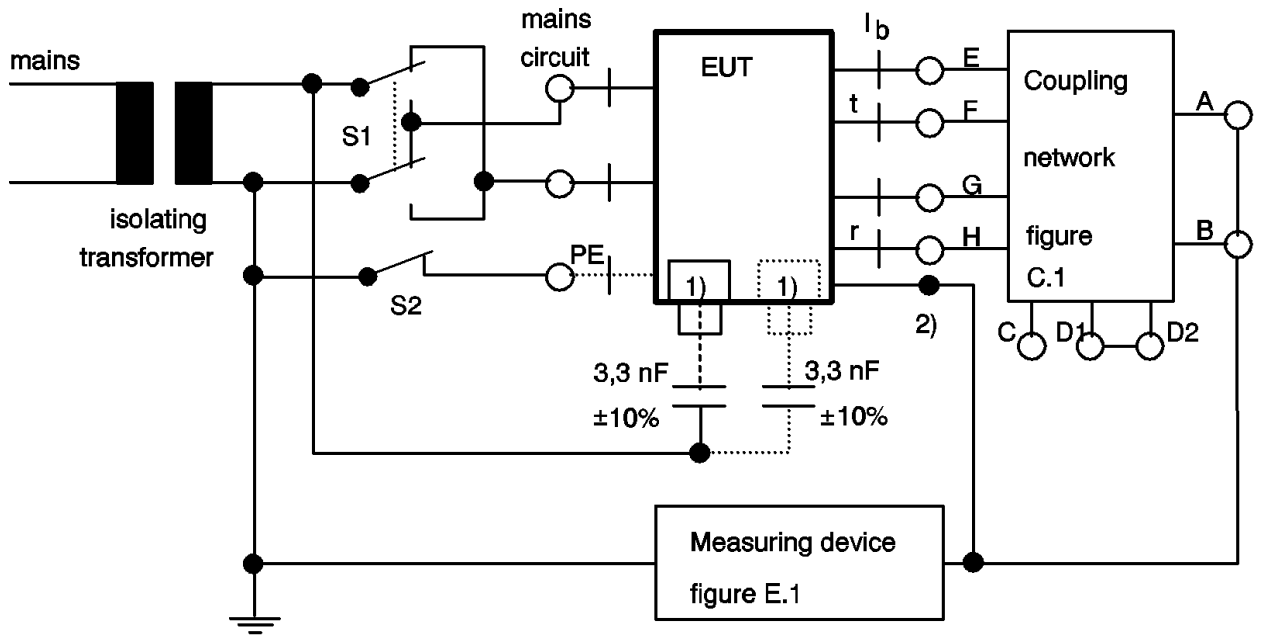 mains
mains
circuit
EUT
I b
E
Coupling
A
t
F
S1
network
G
isolating
transformer
r
H
figure
B
PE
C.1
1)
1)
S2
2)
C
D1
D2
3,3 nF
±10%
3,3 nF
±10%
Measuring device
figure E.1